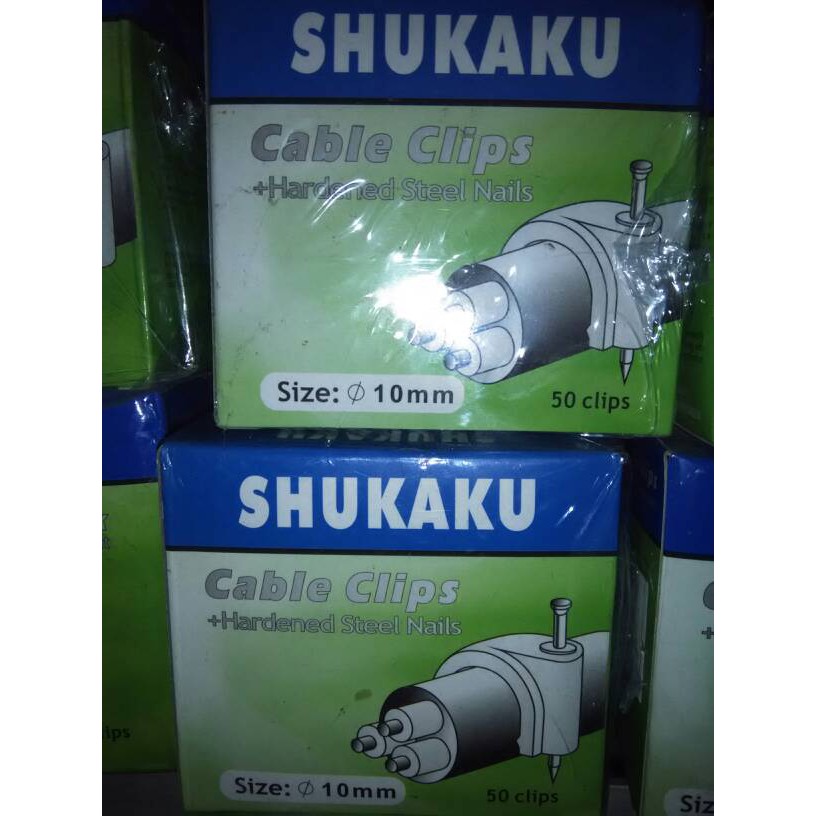 SHUKAKU
Cable Clips
+Hardened Steel Nails
Size: ϕ 10mm
50 clips
SHUKAKU
SHUKAKU
Cable Clips
+Hardened Steel Nails
Size: ϕ 10mm
50 clips